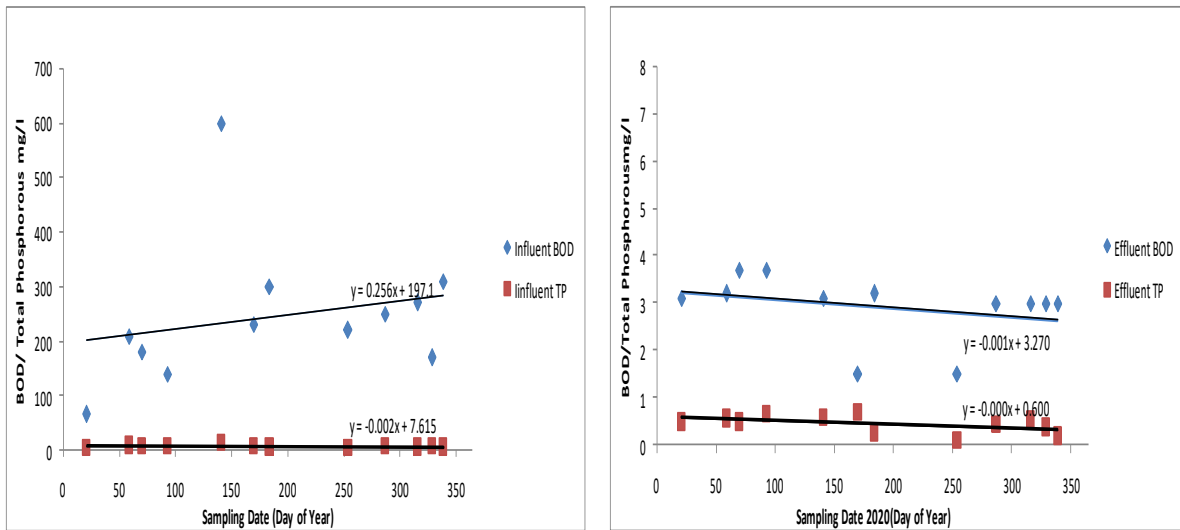 700
600
500
400
300
200
100
0
0 50 100 150 200 250 300 350
BOD/ Total Phosphorous mg/l
Sampling Date (Day of Year)
y = 0.256x + 197.1
y = -0.002x + 7.615
Influent BOD
Iinfluent TP
8
7
6
5
4
3
2
1
0
0 50 100 150 200 250 300 350
BOD/Total Phosphorousmg/l
Sampling Date 2020(Day of Year)
y = -0.001x + 3.270
y = -0.000x + 0.600
Effluent BOD
Effluent TP